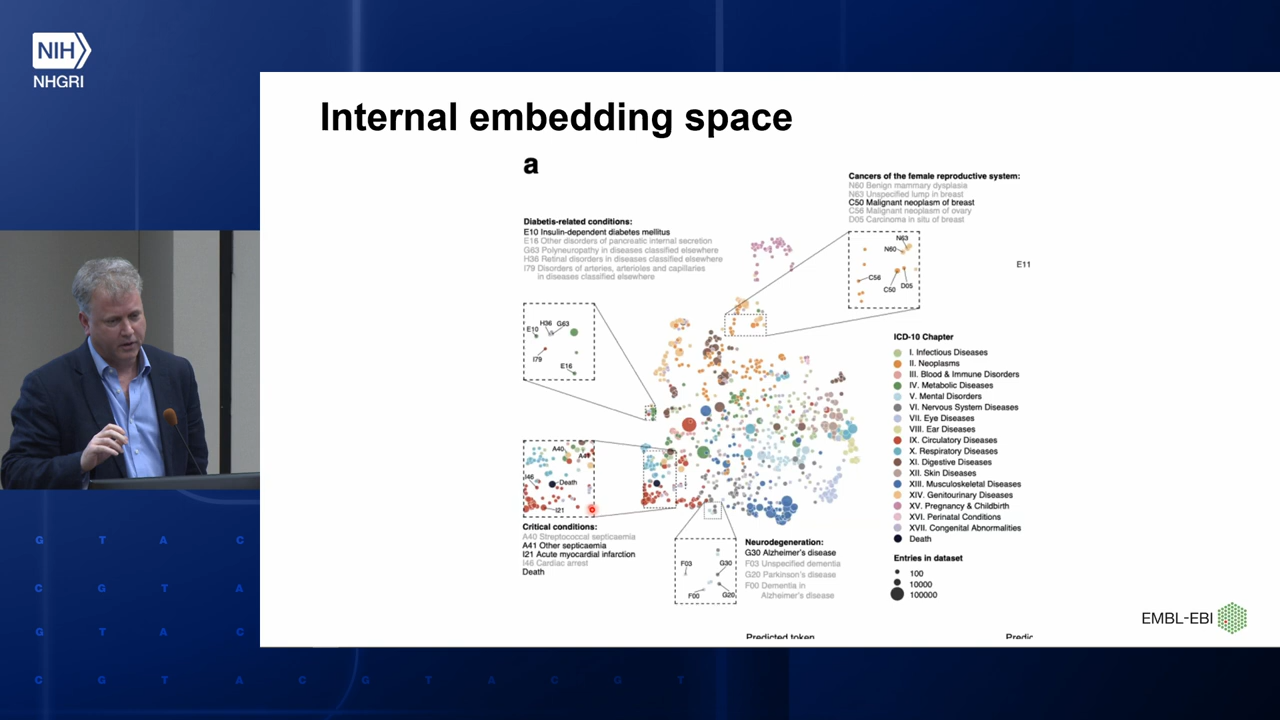 NIH
NHGRI
Internal embedding space
a
Cancers of the female reproductive system:
N60 Benign mammary dysplasia
N63 Unspecified lump in breast
C50 Malignant neoplasm of breast
C56 Malignant neoplasm of ovary
D05 Carcinoma in situ of breast
N63
N60
C56
C50
D05
E11
Diabetis-related conditions:
E10 Insulin-dependent diabetes mellitus
E16 Other disorders of pancreatic internal secretion
G63 Polyneuropathy in diseases classified elsewhere
H36 Retinal disorders in diseases classified elsewhere
I79 Disorders of arteries, arterioles and capillaries
in diseases classified elsewhere
E10
H36
G63
I79
E16
A40
A41
I46
Death
I21
Critical conditions:
A40 Streptococcal septicaemia
A41 Other septicaemia
I21 Acute myocardial infarction
I46 Cardiac arrest
Death
F03
G30
F00
G20
Neurodegeneration:
G30 Alzheimer's disease
F03 Unspecified dementia
G20 Parkinson's disease
F00 Dementia in
Alzheimer's disease
ICD-10 Chapter
I. Infectious Diseases
II. Neoplasms
III. Blood & Immune Disorders
IV. Metabolic Diseases
V. Mental Disorders
VI. Nervous System Diseases
VII. Eye Diseases
VIII. Ear Diseases
IX. Circulatory Diseases
X. Respiratory Diseases
XI. Digestive Diseases
XII. Skin Diseases
XIII. Musculoskeletal Diseases
XIV. Genitourinary Diseases
XV. Pregnancy & Childbirth
XVI. Perinatal Conditions
XVII. Congenital Abnormalities
Death
Entries in dataset
100
10000
100000
EMBL-EBI
Predicted token
Predic
G T A C
C G T A
G T A C
C G T A C G T A C G T